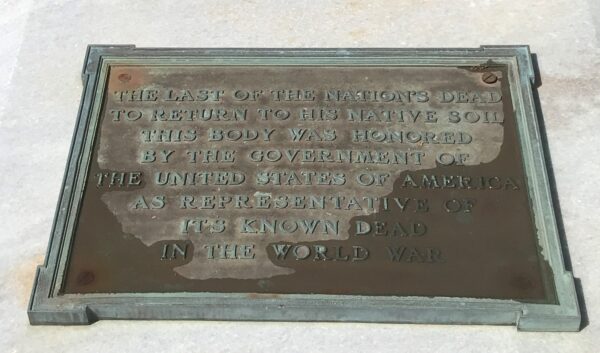 THE LAST OF THE NATION'S DEAD
TO RETURN TO HIS NATIVE SOIL
THIS BODY WAS HONORED
BY THE GOVERNMENT OF
THE UNITED STATES OF AMERICA
AS REPRESENTATIVE OF
ITS KNOWN DEAD
IN THE WORLD WAR